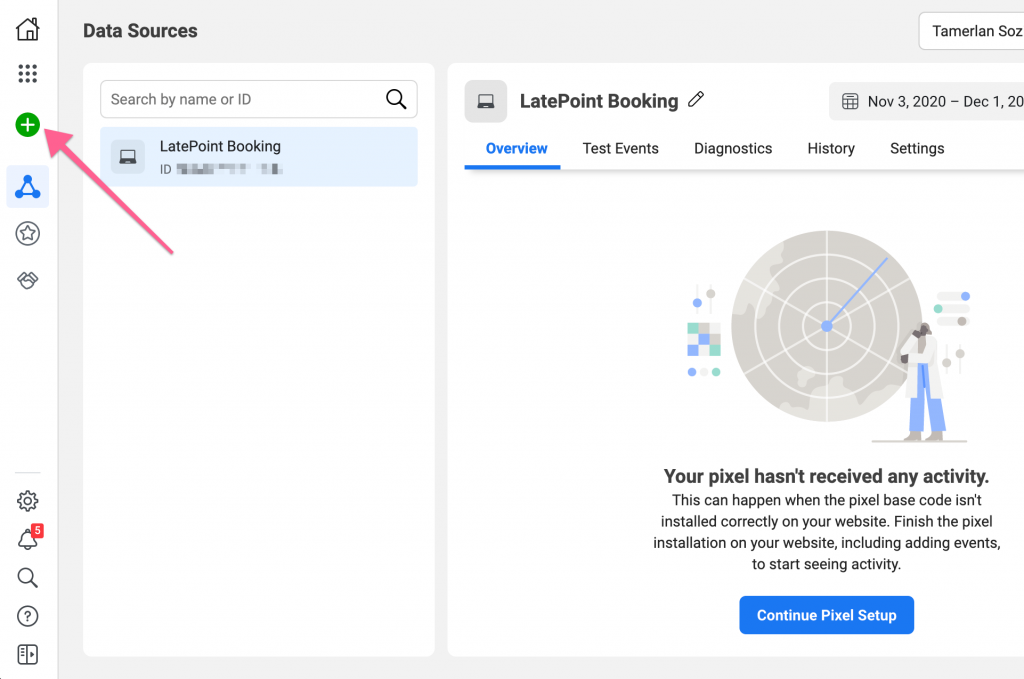 Data Sources
Tamerlan Soz
Search by name or ID
LatePoint Booking
ID
5
LatePoint Booking
Nov 3, 2020 – Dec 1, 20
Overview
Test Events
Diagnostics
History
Settings
Your pixel hasn't received any activity.
This can happen when the pixel base code isn't
installed correctly on your website. Finish the pixel
installation on your website, including adding events,
to start seeing activity.
Continue Pixel Setup